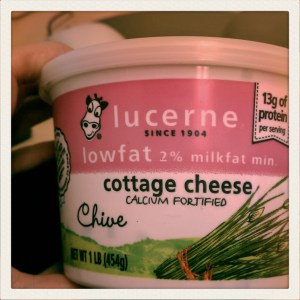 lucerne
SINCE 1904
13g of
protein
per serving
lowfat 2% milkfat min.
cottage cheese
CALCIUM FORTIFIED
Chive
NET WT 1 LB (454g)